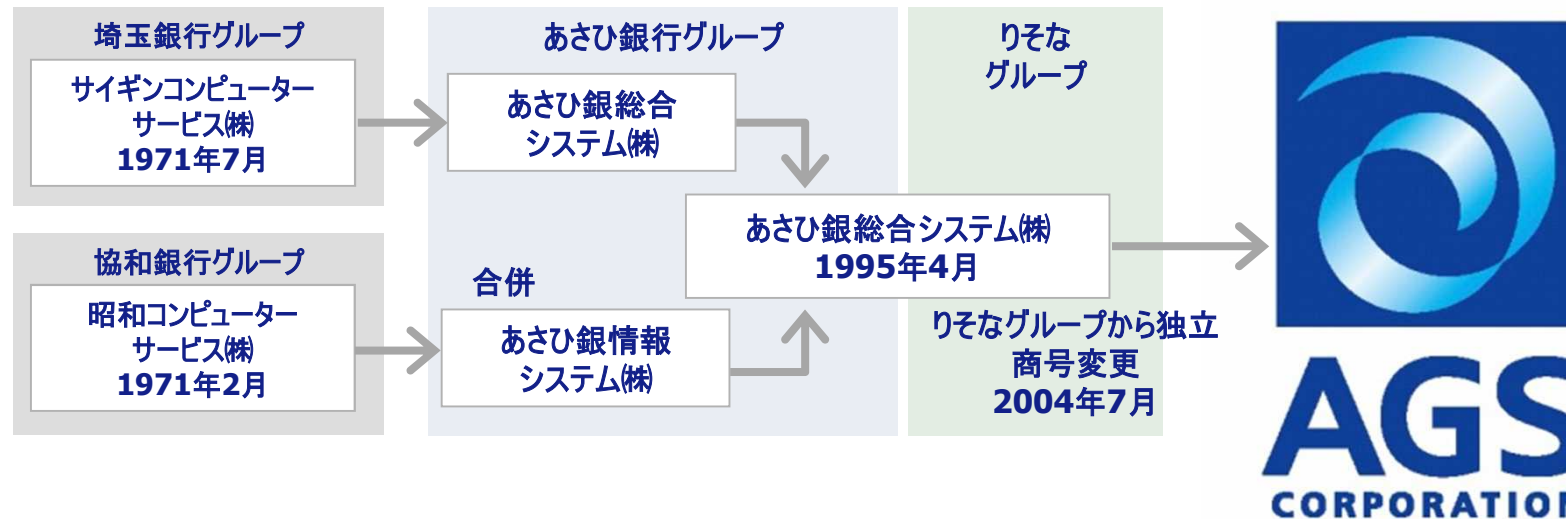 埼玉銀行グループ
サイギンコンピューター
サービス㈱
1971年7月
協和銀行グループ
昭和コンピューター
サービス㈱
1971年2月
あさひ銀行グループ
あさひ銀総合
システム㈱
合併
あさひ銀情報
システム㈱
りそな
グループ
あさひ銀総合システム㈱
1995年4月
りそなグループから独立
商号変更
2004年7月
AGS
CORPORATION